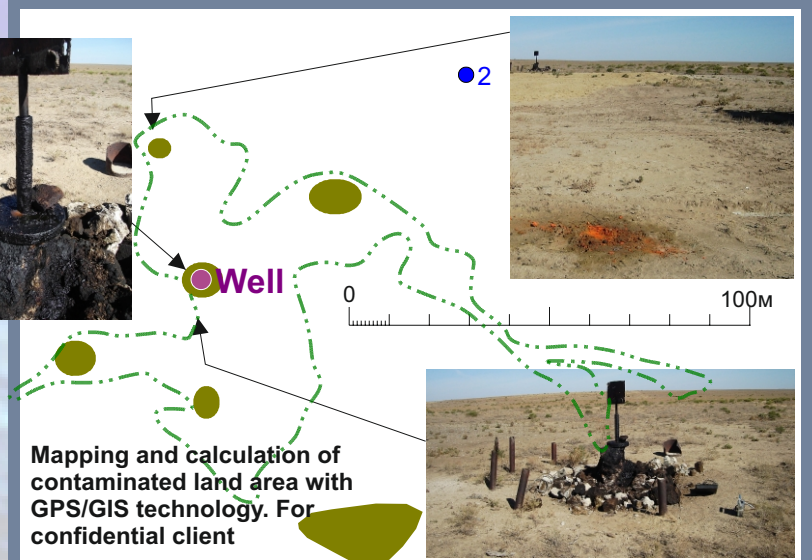 2
Well
0
100м
Mapping and calculation of
contaminated land area with
GPS/GIS technology. For
confidential client